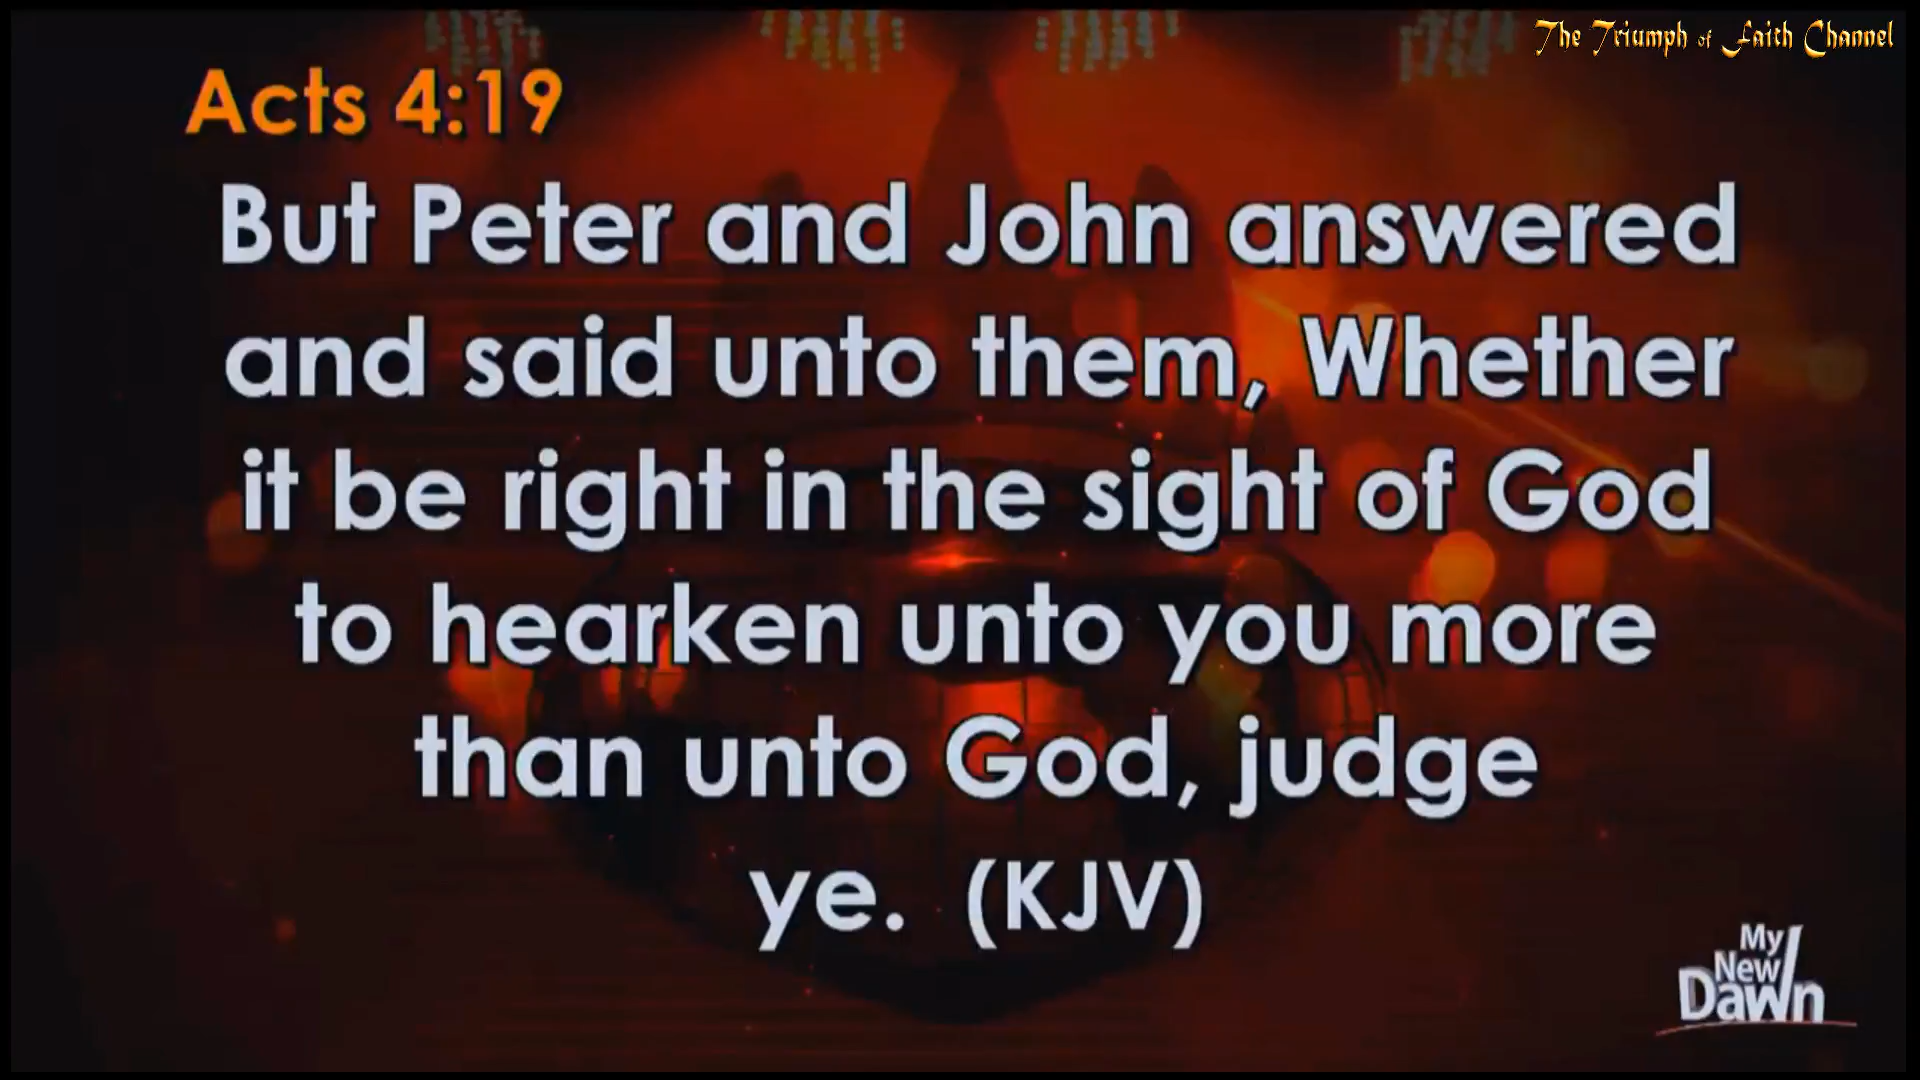 The Triumph of Faith Channel
Acts 4:19
But Peter and John answered
and said unto them, Whether
it be right in the sight of God
to hearken unto you more
than unto God, judge
ye. (KJV)
My
New
Dawn